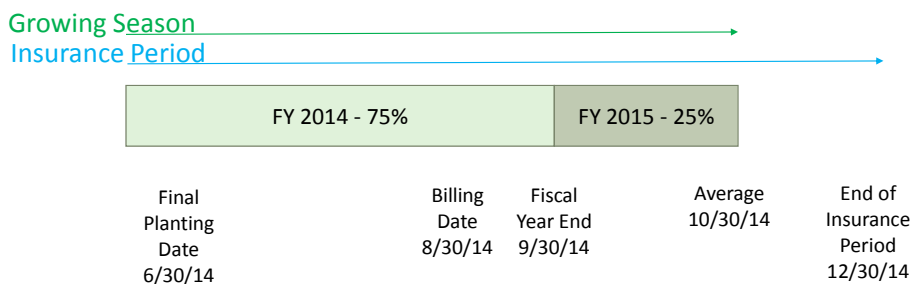 Growing Season
Insurance Period
FY 2014 - 75%
FY 2015 - 25%
Final
Planting
Date
6/30/14
Billing
Date
8/30/14
Fiscal
Year End
9/30/14
Average
10/30/14
End of
Insurance
Period
12/30/14